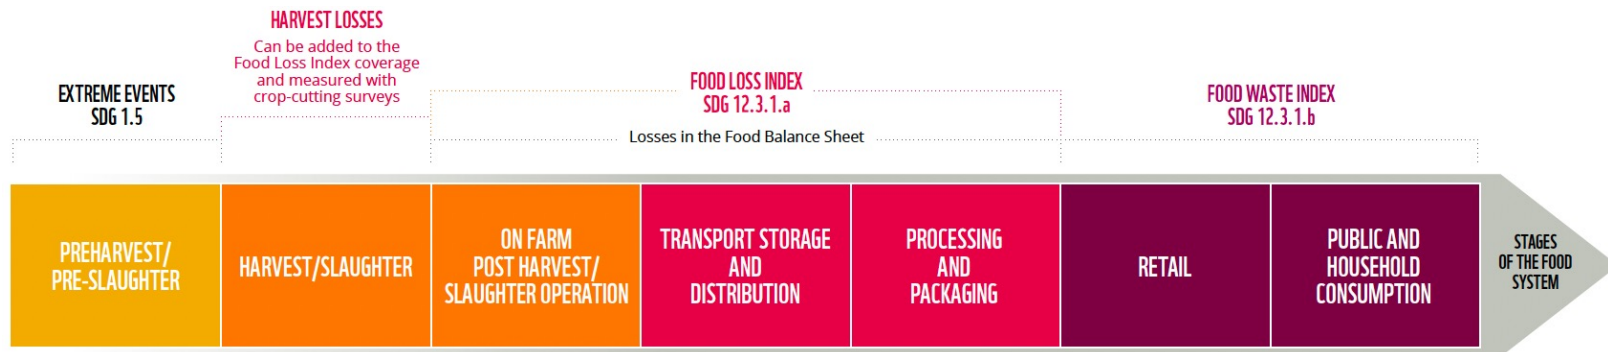 HARVEST LOSSES
Can be added to the
Food Loss Index coverage
and measured with
crop-cutting surveys
EXTREME EVENTS
SDG 1.5
FOOD LOSS INDEX
SDG 12.3.1.a
FOOD WASTE INDEX
SDG 12.3.1.b
Losses in the Food Balance Sheet
PREHARVEST/
PRE-SLAUGHTER
HARVEST/SLAUGHTER
ON FARM
POST HARVEST/
SLAUGHTER OPERATION
TRANSPORT STORAGE
AND
DISTRIBUTION
PROCESSING
AND
PACKAGING
RETAIL
PUBLIC AND
HOUSEHOLD
CONSUMPTION
STAGES
OF THE FOOD
SYSTEM